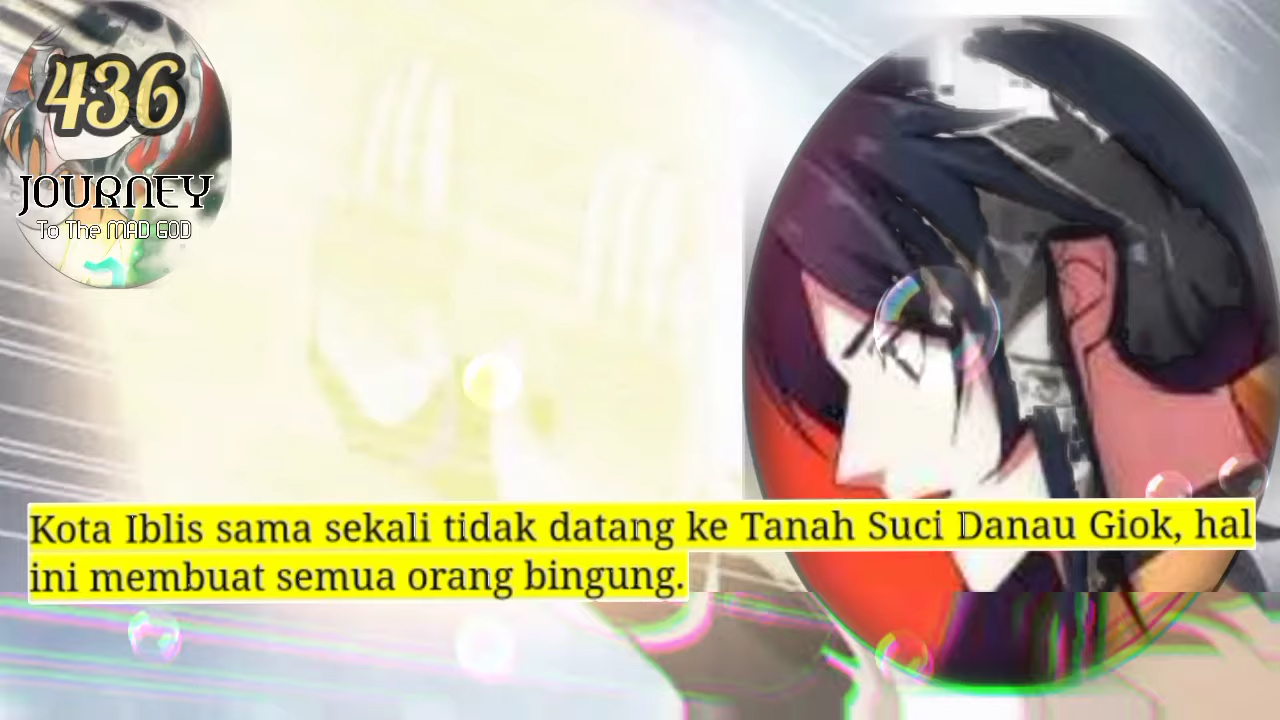 436
JOURNEY
To The MAD GOD
Kota Iblis sama sekali tidak datang ke Tanah Suci Danau Giok, hal
ini membuat semua orang bingung.